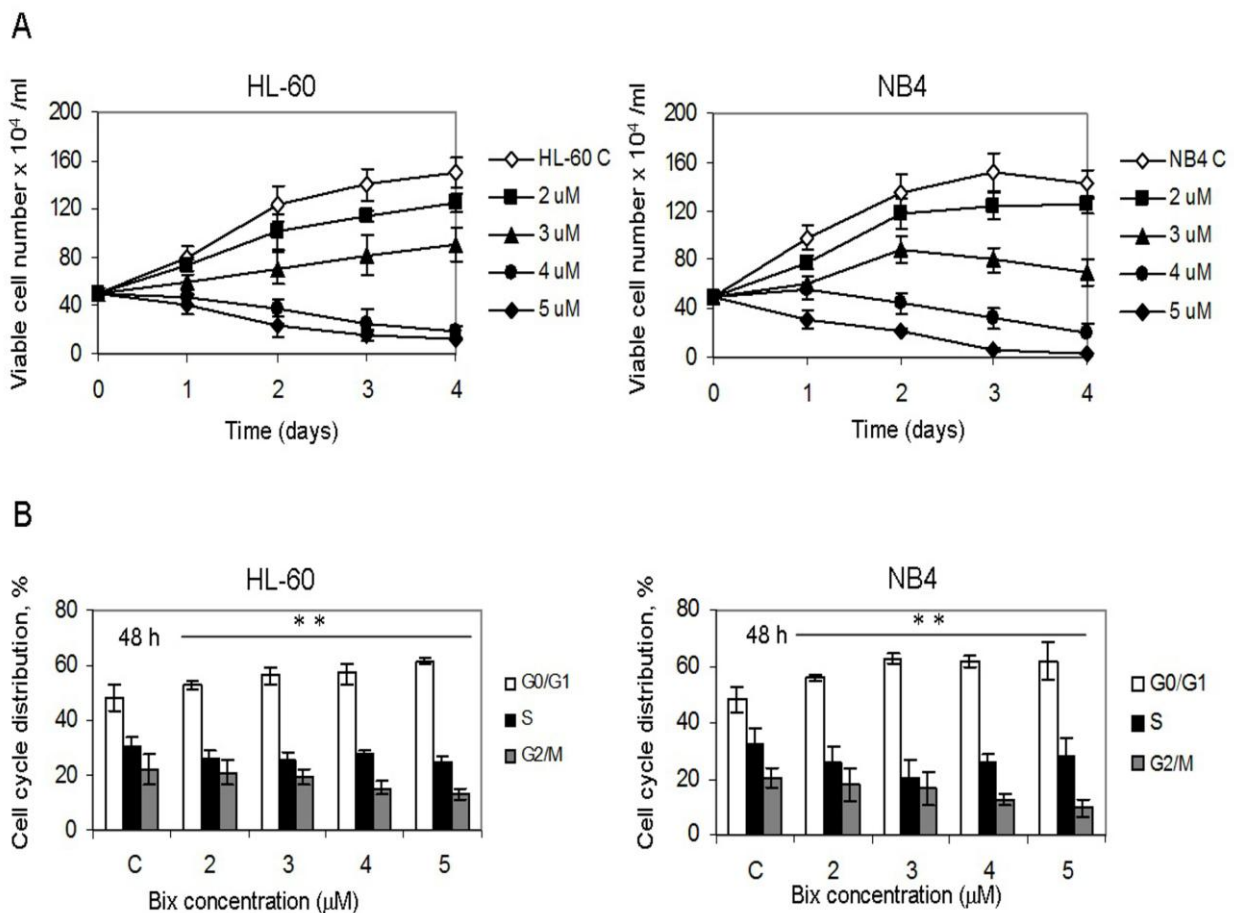 A
HL-60
Viable cell number x 10⁴ /ml
200
160
120
80
40
0
0 1 2 3 4
Time (days)
HL-60 C
2 uM
3 uM
4 uM
5 uM
NB4
Viable cell number x 10⁴ /ml
200
160
120
80
40
0
0 1 2 3 4
Time (days)
NB4 C
2 uM
3 uM
4 uM
5 uM
B
HL-60
Cell cycle distribution, %
80
60
40
20
0
48 h
* *
C 2 3 4 5
Bix concentration (μM)
G0/G1
S
G2/M
NB4
Cell cycle distribution, %
80
60
40
20
0
48 h
* *
C 2 3 4 5
Bix concentration (μM)
G0/G1
S
G2/M